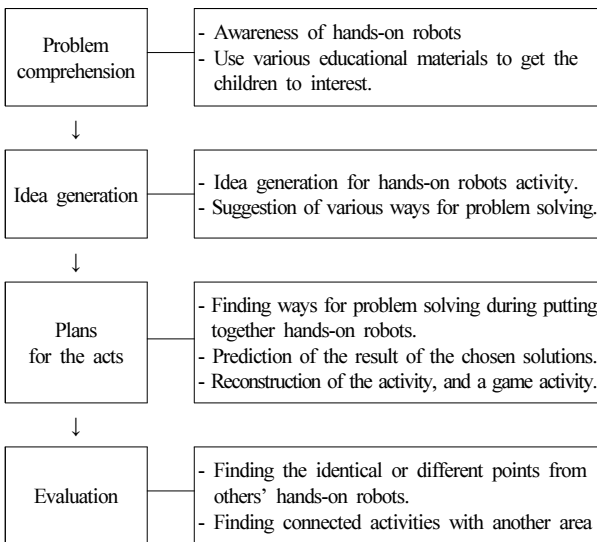 Problem
comprehension
- Awareness of hands-on robots
- Use various educational materials to get the
children to interest.
↓
Idea generation
- Idea generation for hands-on robots activity.
- Suggestion of various ways for problem solving.
↓
Plans
for the acts
- Finding ways for problem solving during putting
together hands-on robots.
- Prediction of the result of the chosen solutions.
- Reconstruction of the activity, and a game activity.
↓
Evaluation
- Finding the identical or different points from
others' hands-on robots.
- Finding connected activities with another area